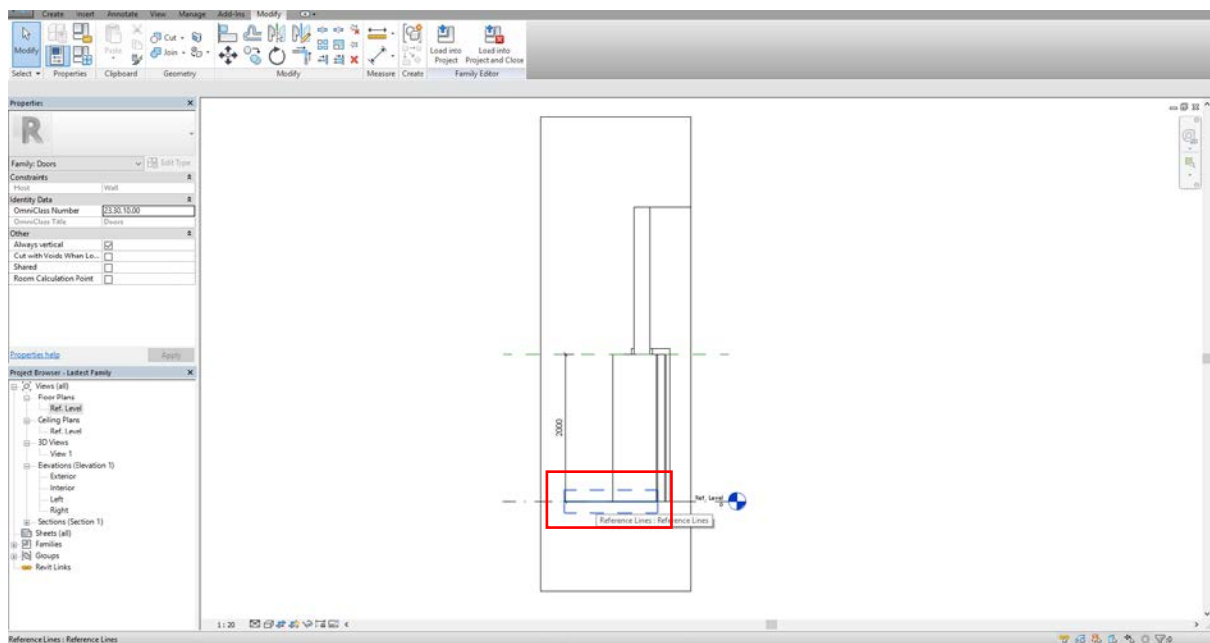 Create Insert Annotate View Manage Add-Ins Modify
Modify
Paste
Cut
Join
Load into Project
Load into Project and Close
Select Properties Clipboard Geometry Modify Measure Create Family Editor
Properties
R
Family: Doors Edit Type
Constraints
Host Wall
Identity Data
OmniClass Number 23.30.10.00
OmniClass Title Doors
Other
Always vertical
Cut with Voids When Lo...
Shared
Room Calculation Point
Properties help Apply
Project Browser - Lastest Family
Views (all)
Floor Plans
Ref. Level
Ceiling Plans
Ref. Level
3D Views
View 1
Elevations (Elevation 1)
Exterior
Interior
Left
Right
Sections (Section 1)
Sheets (all)
Families
Groups
Revit Links
2000
Ref. Level
0
Reference Lines : Reference Lines
1 : 20
Reference Lines : Reference Lines
:0